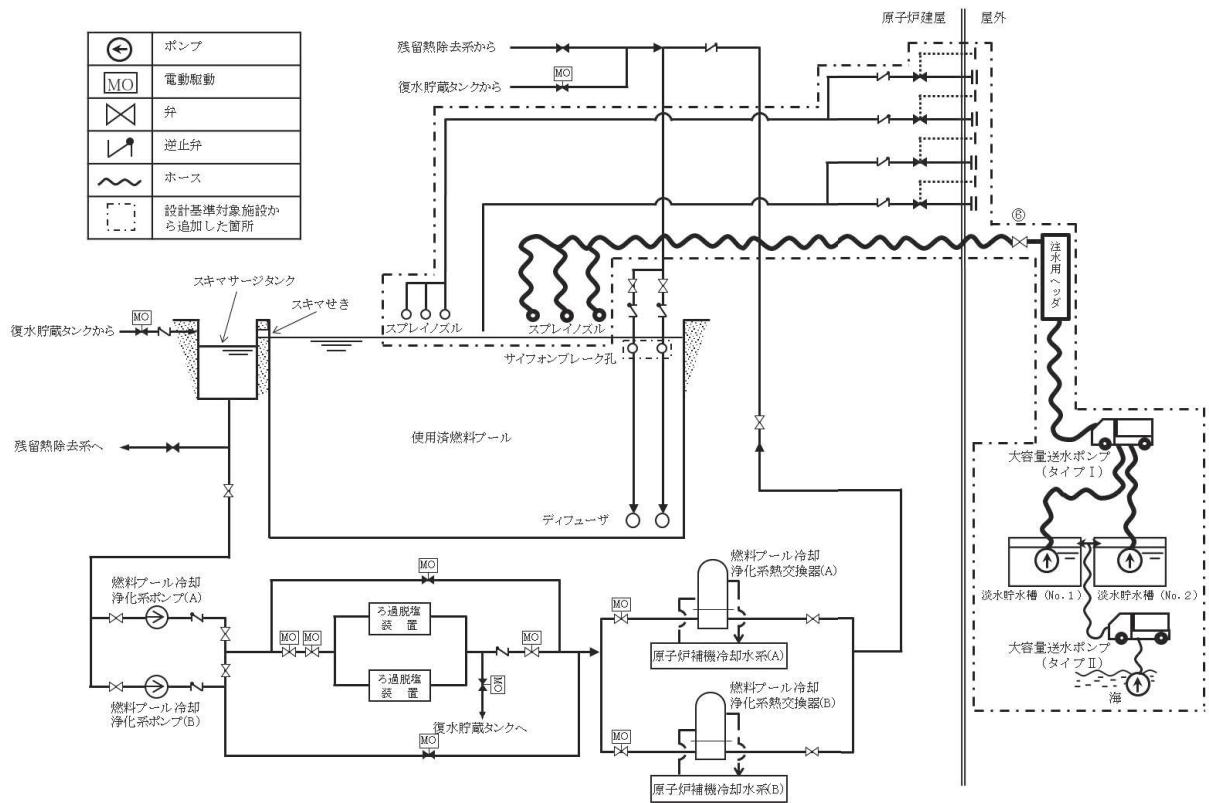 ポンプ
MO
電動駆動
弁
逆止弁
ホース
設計基準対象施設か
ら追加した箇所
原子炉建屋
屋外
残留熱除去系から
MO
復水貯蔵タンクから
⑥
注水用ヘッダ
スキマサージタンク
スキマせき
MO
復水貯蔵タンクから
スプレイノズル
スプレイノズル
サイフォンブレーク孔
使用済燃料プール
残留熱除去系へ
ディフューザ
大容量送水ポンプ
(タイプⅠ)
淡水貯水槽 (No.1)
淡水貯水槽 (No.2)
大容量送水ポンプ
(タイプⅡ)
海
燃料プール冷却
浄化系ポンプ(A)
燃料プール冷却
浄化系ポンプ(B)
MO
MO
MO
ろ過脱塩
装 置
ろ過脱塩
装 置
MO
MO
復水貯蔵タンクへ
MO
燃料プール冷却
浄化系熱交換器(A)
MO
原子炉補機冷却水系(A)
燃料プール冷却
浄化系熱交換器(B)
MO
原子炉補機冷却水系(B)